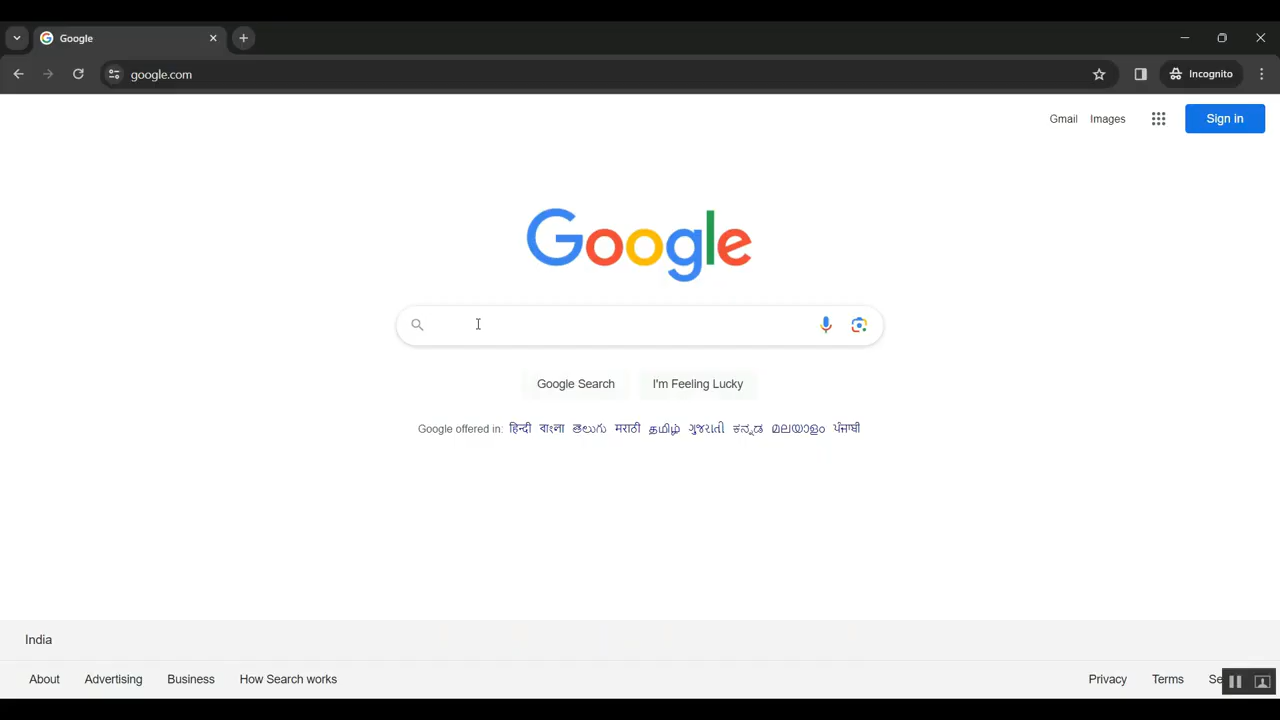 Google
google.com
Incognito
Gmail Images Sign in
Google
Google Search I'm Feeling Lucky
Google offered in: हिन्दी বাংলা తెలుగు मराठी தமிழ் ગુજરાતી ಕನ್ನಡ മലയാളം ਪੰਜਾਬੀ
India
About Advertising Business How Search works Privacy Terms Se